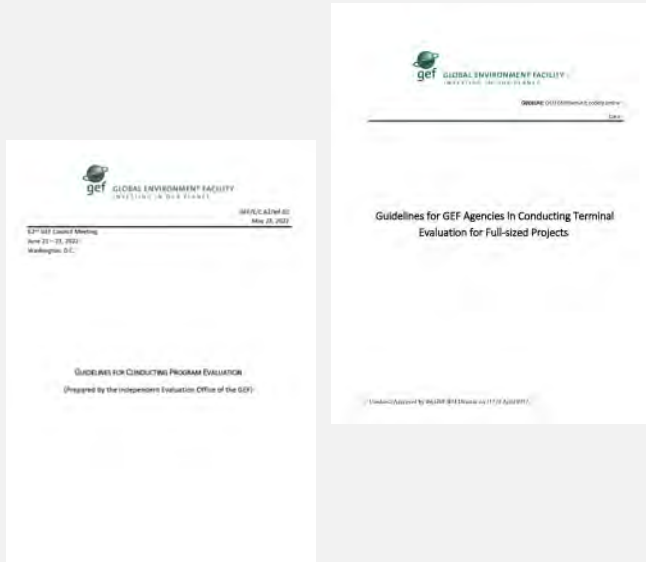 gef GLOBAL ENVIRONMENT FACILITY
INVESTING IN OUR PLANET
May 23, 2022
62nd GEF Council Meeting
June 21 – 23, 2022
Washington, D.C.
GUIDELINES FOR CONDUCTING PROGRAM EVALUATION
(Prepared by the Independent Evaluation Office of the GEF)
gef GLOBAL ENVIRONMENT FACILITY
INVESTING IN OUR PLANET
Guidelines for GEF Agencies in Conducting Terminal
Evaluation for Full-sized Projects